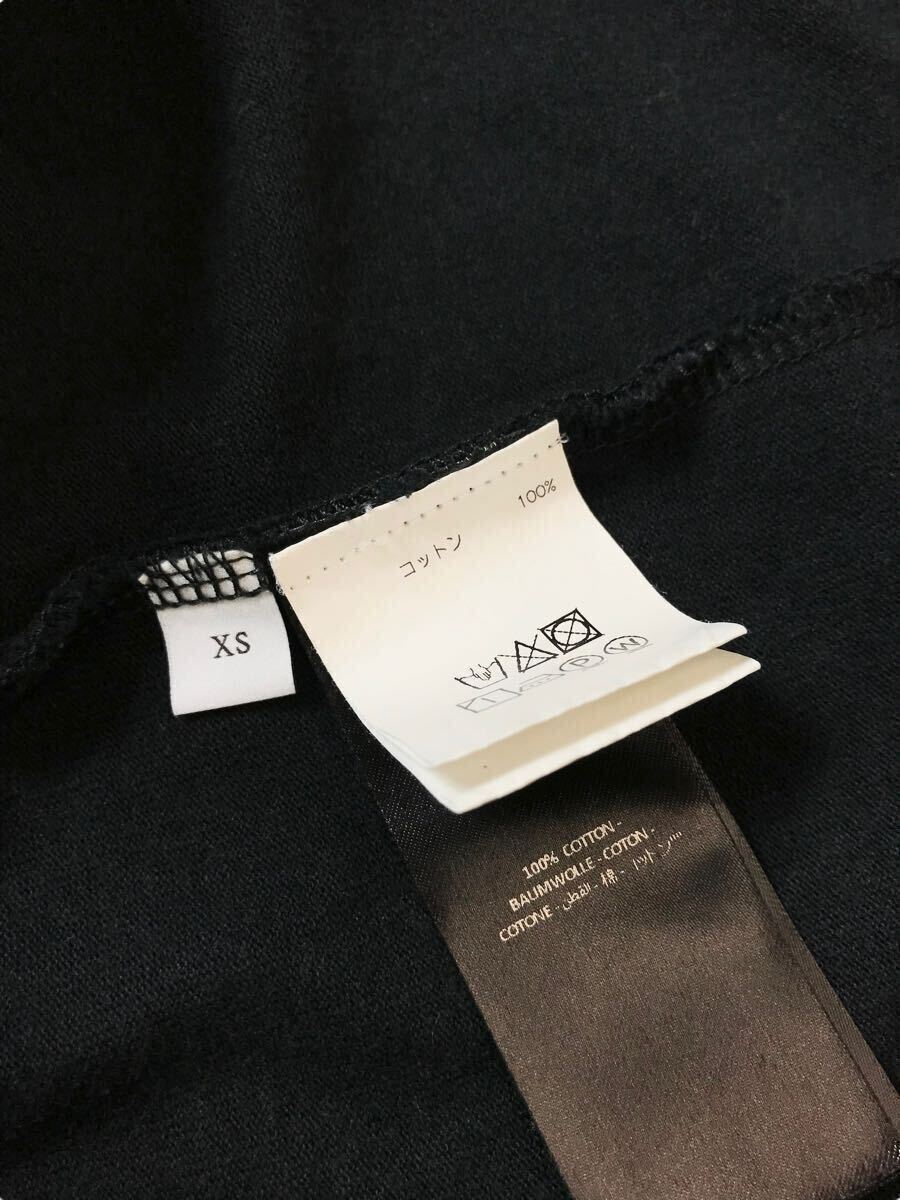 100%
コットン
XS
P W
100% COTTON -
BAUMWOLLE - COTON -
COTONE - القطن - 棉 - コットン